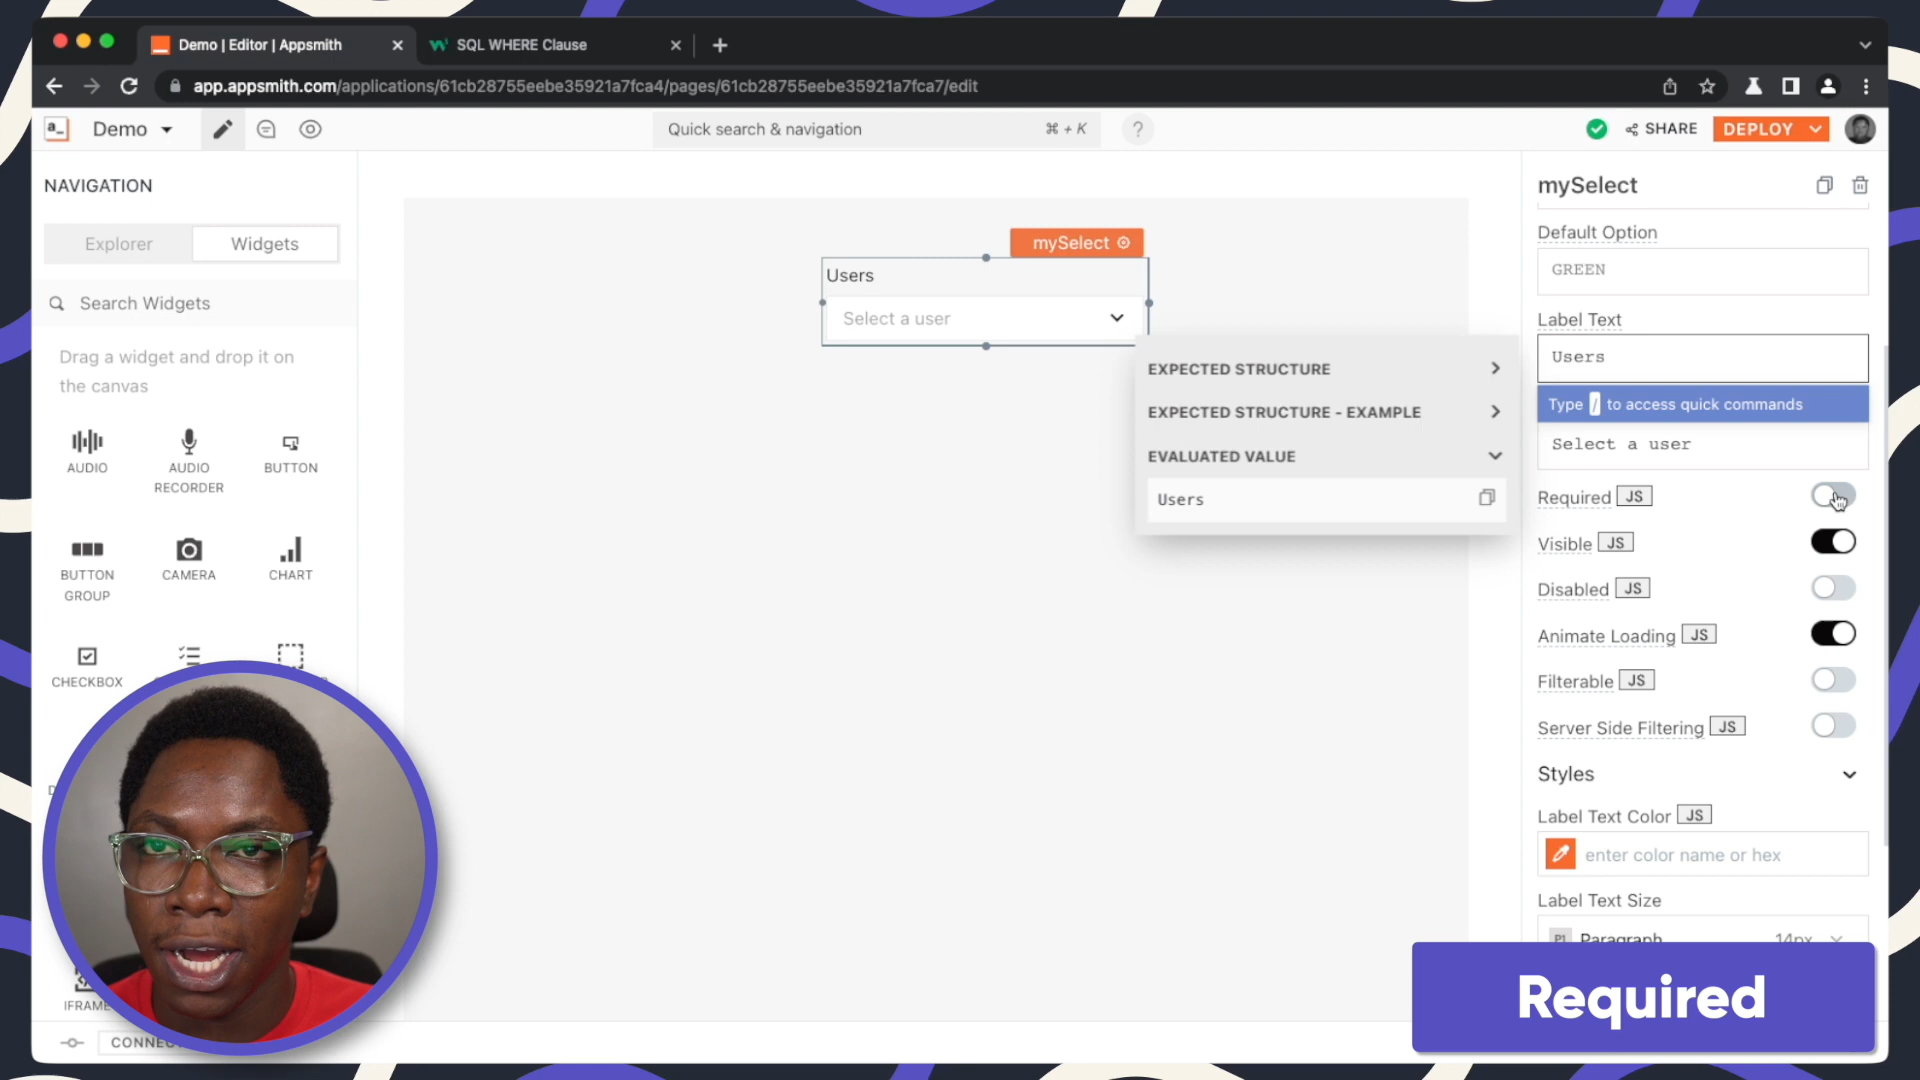 Demo | Editor | Appsmith
SQL WHERE Clause
app.appsmith.com/applications/61cb28755eebe35921a7fca4/pages/61cb28755eebe35921a7fca7/edit
a_
Demo
Quick search & navigation
⌘ + K
?
SHARE
DEPLOY
NAVIGATION
Explorer
Widgets
Search Widgets
Drag a widget and drop it on
the canvas
AUDIO
AUDIO
RECORDER
BUTTON
BUTTON
GROUP
CAMERA
CHART
CHECKBOX
IFRAME
CONNEC
mySelect
Users
Select a user
EXPECTED STRUCTURE
EXPECTED STRUCTURE - EXAMPLE
EVALUATED VALUE
Users
mySelect
Default Option
GREEN
Label Text
Users
Type / to access quick commands
Select a user
Required JS
Visible JS
Disabled JS
Animate Loading JS
Filterable JS
Server Side Filtering JS
Styles
Label Text Color JS
enter color name or hex
Label Text Size
P1 Paragraph 14px
Required